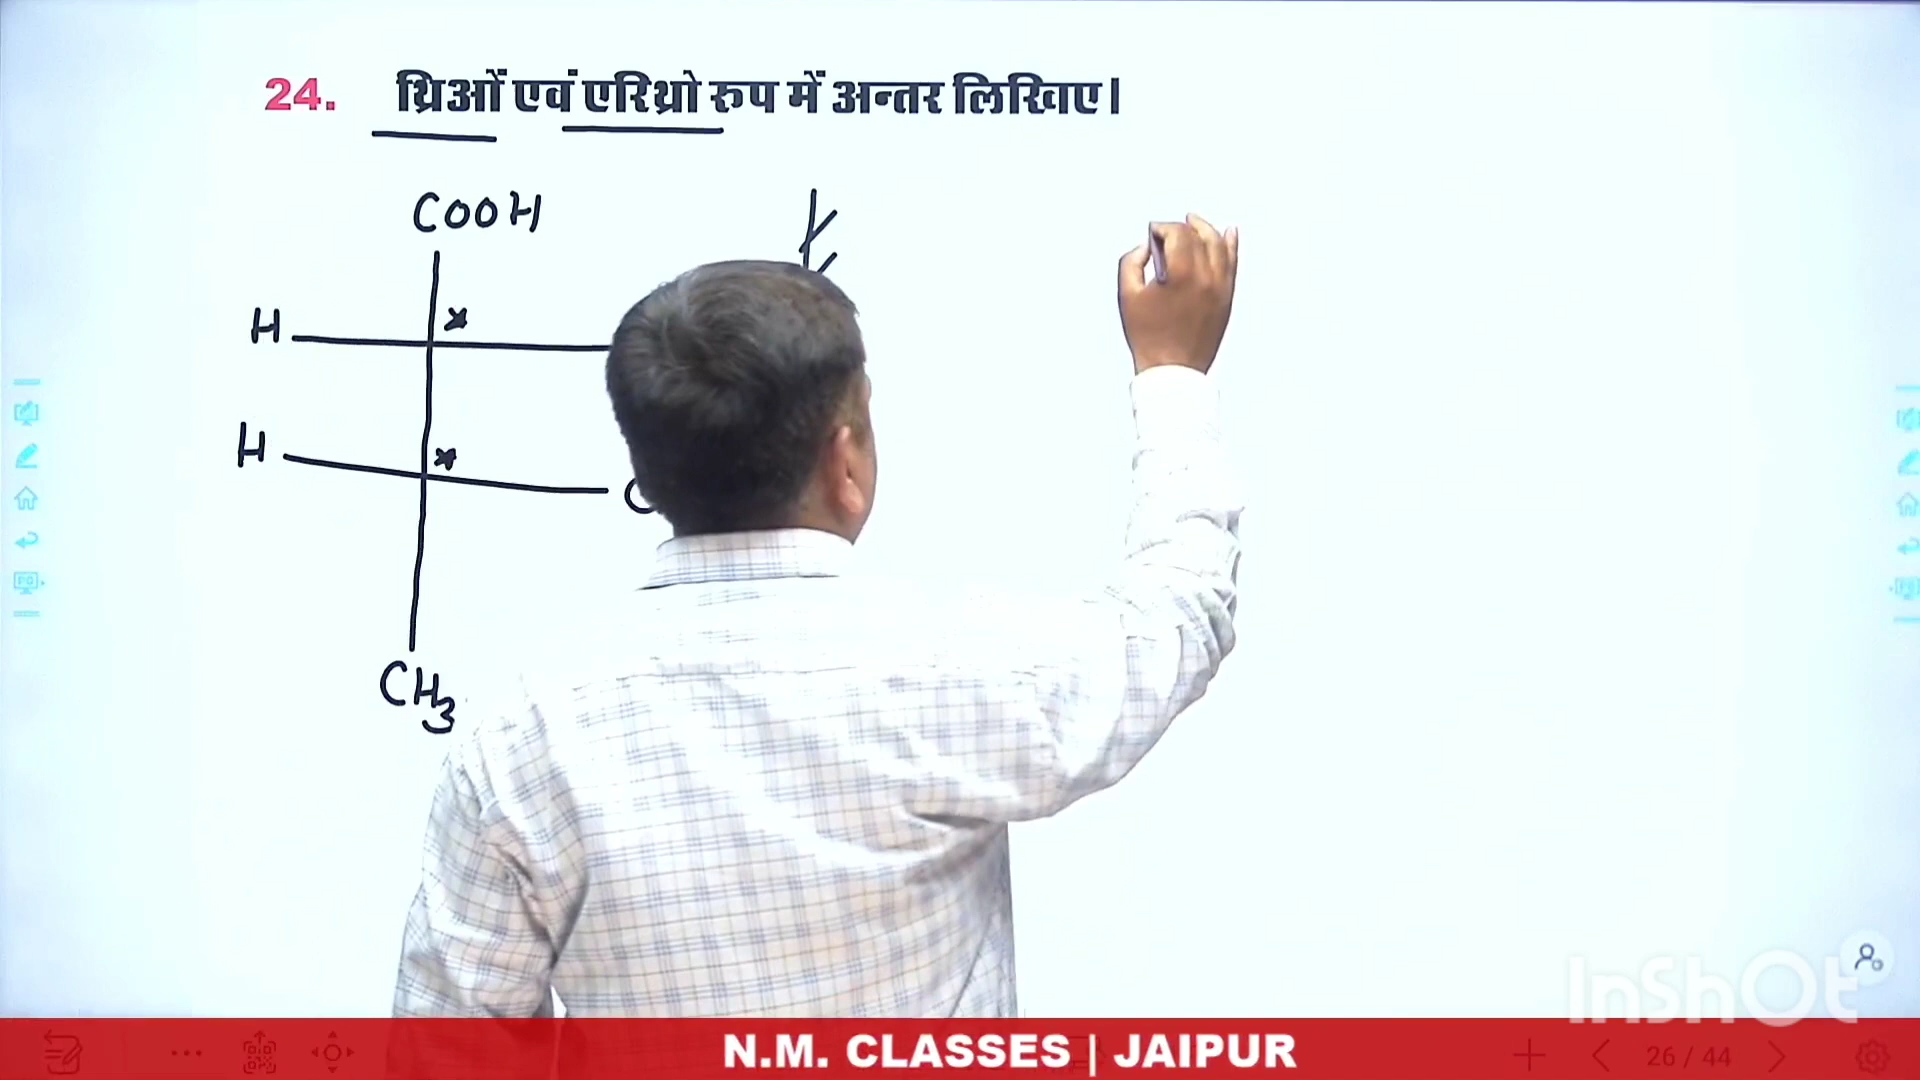 24. थ्रिओं एवं एरिथ्रो रुप में अन्तर लिखिए।
COOH
H *
H *
CH3
InShOt
N.M. CLASSES | JAIPUR
26 / 44